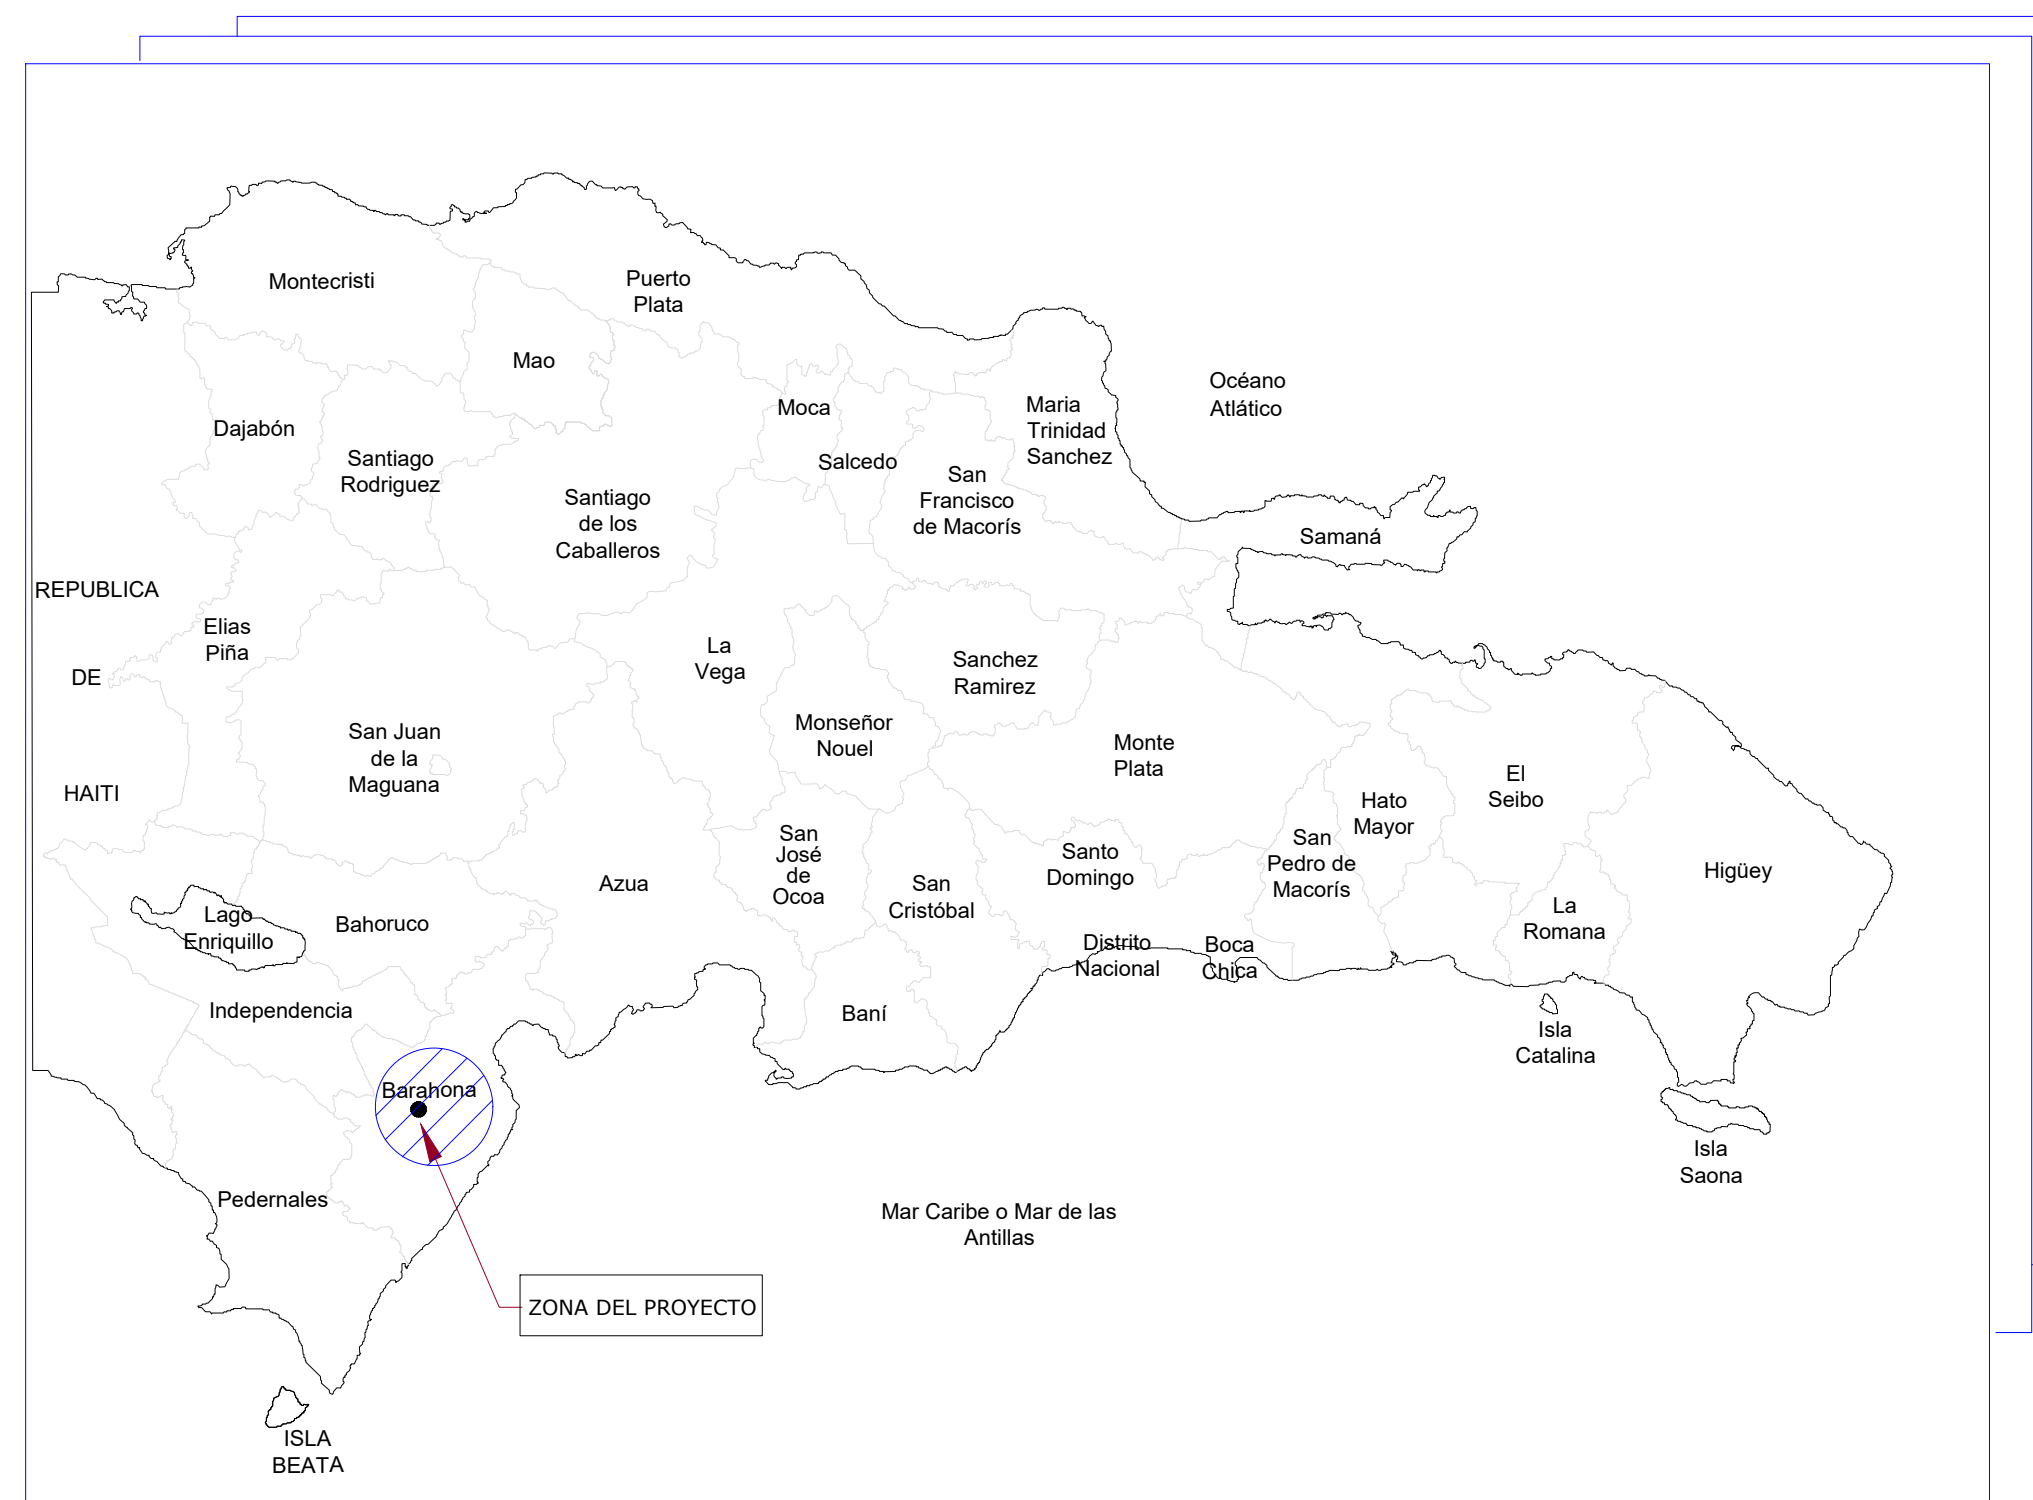 Montecristi
Puerto
Plata
Mao
Océano
Atlático
Moca
Maria
Trinidad
Sanchez
Dajabón
Santiago
Rodriguez
Salcedo
San
Francisco
de Macorís
Santiago
de los
Caballeros
Samaná
REPUBLICA
DE
HAITI
Elias
Piña
La
Vega
Sanchez
Ramirez
San Juan
de la
Maguana
Monseñor
Nouel
Monte
Plata
El
Seibo
Hato
Mayor
San
José
de
Ocoa
Santo
Domingo
San
Pedro de
Macorís
Higüey
Azua
San
Cristóbal
La
Romana
Lago
Enriquillo
Bahoruco
Distrito
Nacional
Boca
Chica
Independencia
Baní
Isla
Catalina
Barahona
Isla
Saona
Pedernales
Mar Caribe o Mar de las
Antillas
ZONA DEL PROYECTO
ISLA
BEATA